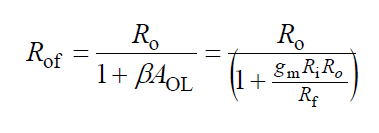 R_of = R_o / (1 + βA_OL) = R_o / (1 + g_m R_i R_o / R_f)